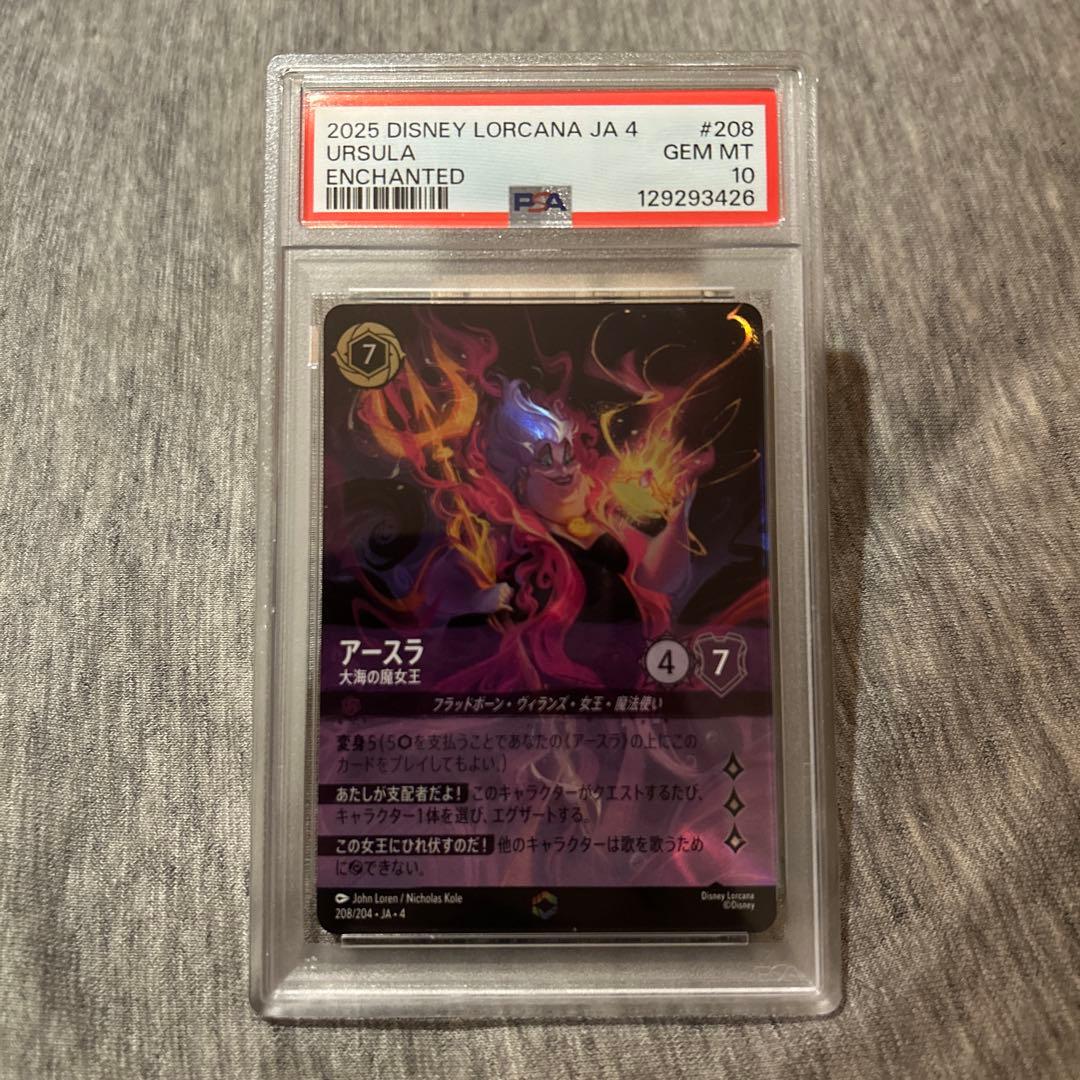 2025 DISNEY LORCANA JA 4 #208
URSULA GEM MT
ENCHANTED 10
PSA 129293426
7
アースラ
大海の魔女王
4 7
フラッドボーン・ヴィランズ・女王・魔法使い
変身 5 (5⬡を支払うことであなたの《アースラ》の上にこの
カードをプレイしてもよい。)
あたしが支配者だよ! このキャラクターがクエストするたび、
キャラクター1体を選び、エグザートする。
この女王にひれ伏すのだ! 他のキャラクターは歌を歌うため
に⟳できない。
John Loren / Nicholas Kole
208/204・JA・4
Disney Lorcana
©Disney